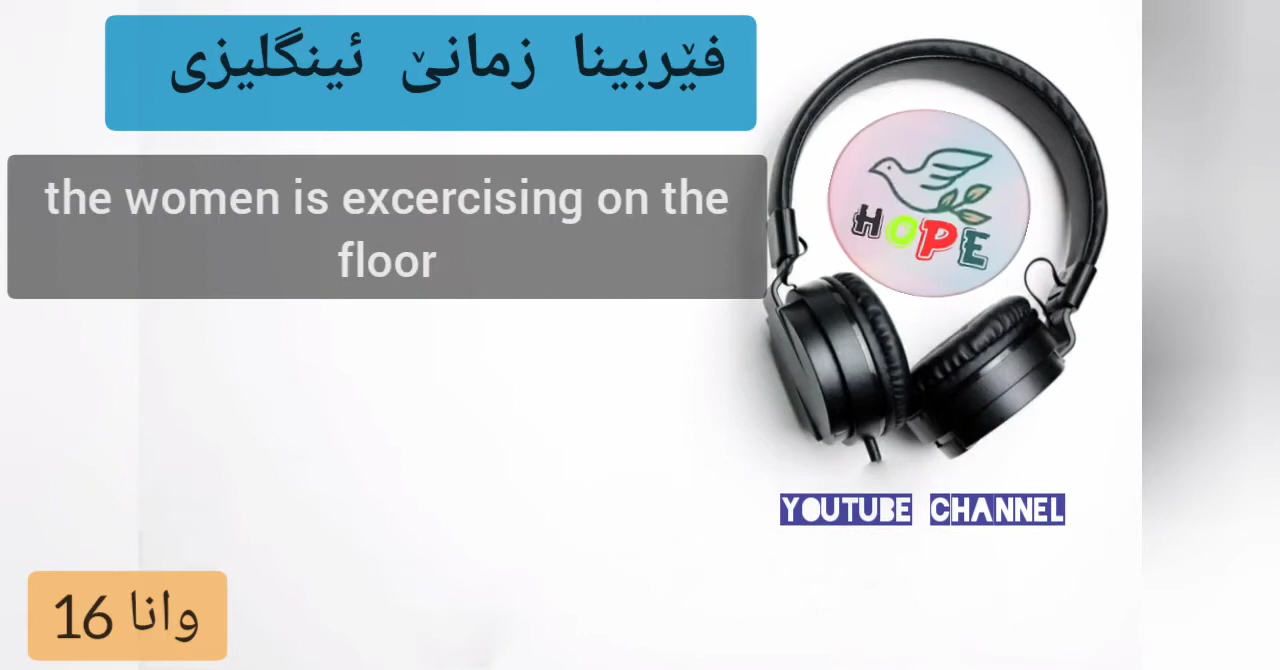 فێربینا زمانێ ئینگلیزی
the women is excercising on the
floor
HOPE
YOUTUBE CHANNEL
وانا 16